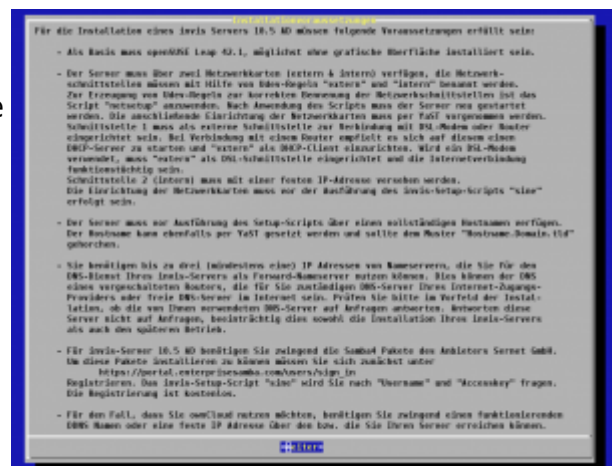 Installationsvoraussetzungen
Für die Installation eines invis Servers 10.5 AD müssen folgende Voraussetzungen erfüllt sein:
- Als Basis muss openSUSE Leap 42.1, möglichst ohne grafische Oberfläche installiert sein.
- Der Server muss über zwei Netzwerkkarten (extern & intern) verfügen, die Netzwerk-
schnittstellen müssen mit Hilfe von Udev-Regeln "extern" und "intern" benannt werden.
Zur Erzeugung von Udev-Regeln zur korrekten Benennung der Netzwerkschnittstellen ist das
Script "netsetup" anzuwenden. Nach Anwendung des Scripts muss der Server neu gestartet
werden. Die anschließende Einrichtung der Netzwerkkarten muss per YaST vorgenommen werden.
Schnittstelle 1 muss als externe Schnittstelle zur Verbindung mit DSL-Modem oder Router
eingerichtet sein. Bei Verbindung mit einem Router empfielt es sich auf diesem einen
DHCP-Server zu starten und "extern" als DHCP-Client einzurichten. Wird ein DSL-Modem
verwendet, muss "extern" als DSL-Schnittstelle eingerichtet und die Internetverbindung
funktionstüchtig sein.
Schnittstelle 2 (intern) muss mit einer festen IP-Adresse versehen werden.
Die Einrichtung der Netzwerkkarten muss vor der Ausführung des invis-Setup-Scripts "sine"
erfolgt sein.
- Der Server muss vor Ausführung des Setup-Scripts über einen vollständigen Hostnamen verfügen.
Der Hostname kann ebenfalls per YaST gesetzt werden und sollte dem Muster "Hostname.Domain.tld"
gehorchen.
- Sie benötigen bis zu drei (mindestens eine) IP Adressen von Nameservern, die Sie für den
DNS-Dienst Ihres invis-Servers als Forward-Nameserver nutzen können. Dies können der DNS
eines vorgeschalteten Routers, die für Sie zuständigen DNS-Server Ihres Internet-Zugangs-
Providers oder freie DNS-Server im Internet sein. Prüfen Sie bitte im Vorfeld der Instal-
lation, ob die von Ihnen verwendeten DNS-Server auf Anfragen antworten. Antworten diese
Server nicht auf Anfragen, beeinträchtig dies sowohl die Installation Ihres invis-Servers
als auch den späteren Betrieb.
- Für invis-Server 10.5 AD benötigen Sie zwingend die Samba4 Pakete des Anbieters Sernet GmbH.
Um diese Pakete installieren zu können müssen Sie sich zunächst unter
https://portal.enterprisesamba.com/users/sign_in
Registrieren. Das invis-Setup-Script "sine" wird Sie nach "Username" und "Accesskey" fragen.
Die Registrierung ist kostenlos.
- Für den Fall, dass Sie ownCloud nutzen möchten, benötigen Sie zwingend einen funktionierenden
DDNS Namen oder eine feste IP Adresse über den bzw. die Sie Ihren Server erreichen können.
Weitere
e